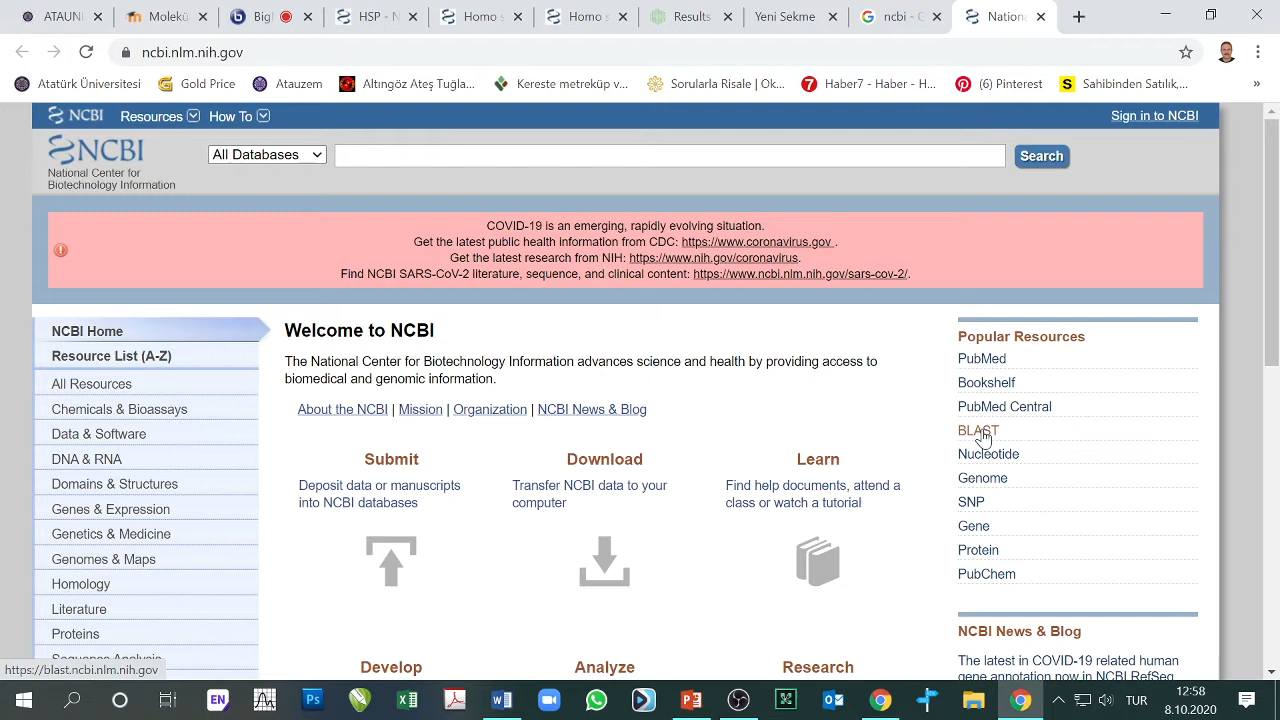 ATAUNİ
Molekü
Bigl
HSP - N
Homo s
Homo s
Results
Yeni Sekme
ncbi - G
Nation
ncbi.nlm.nih.gov
Atatürk Üniversitesi
Gold Price
Atauzem
Altıngöz Ateş Tuğla...
Kereste metreküp v...
Sorularla Risale | Ok...
Haber7 - Haber - H...
(6) Pinterest
Sahibinden Satılık,...
»
NCBI Resources How To Sign in to NCBI
NCBI
National Center for
Biotechnology Information
All Databases
Search
COVID-19 is an emerging, rapidly evolving situation.
Get the latest public health information from CDC: https://www.coronavirus.gov .
Get the latest research from NIH: https://www.nih.gov/coronavirus.
Find NCBI SARS-CoV-2 literature, sequence, and clinical content: https://www.ncbi.nlm.nih.gov/sars-cov-2/.
NCBI Home
Resource List (A-Z)
All Resources
Chemicals & Bioassays
Data & Software
DNA & RNA
Domains & Structures
Genes & Expression
Genetics & Medicine
Genomes & Maps
Homology
Literature
Proteins
Sequence Analysis
https://blast.ncbi.nlm.nih.gov
Welcome to NCBI
The National Center for Biotechnology Information advances science and health by providing access to
biomedical and genomic information.
About the NCBI | Mission | Organization | NCBI News & Blog
Submit
Deposit data or manuscripts
into NCBI databases
Download
Transfer NCBI data to your
computer
Learn
Find help documents, attend a
class or watch a tutorial
Develop
Analyze
Research
Popular Resources
PubMed
Bookshelf
PubMed Central
BLAST
Nucleotide
Genome
SNP
Gene
Protein
PubChem
NCBI News & Blog
The latest in COVID-19 related human
gene annotation now in NCBI RefSeq
EN
Ps
TUR
12:58
8.10.2020